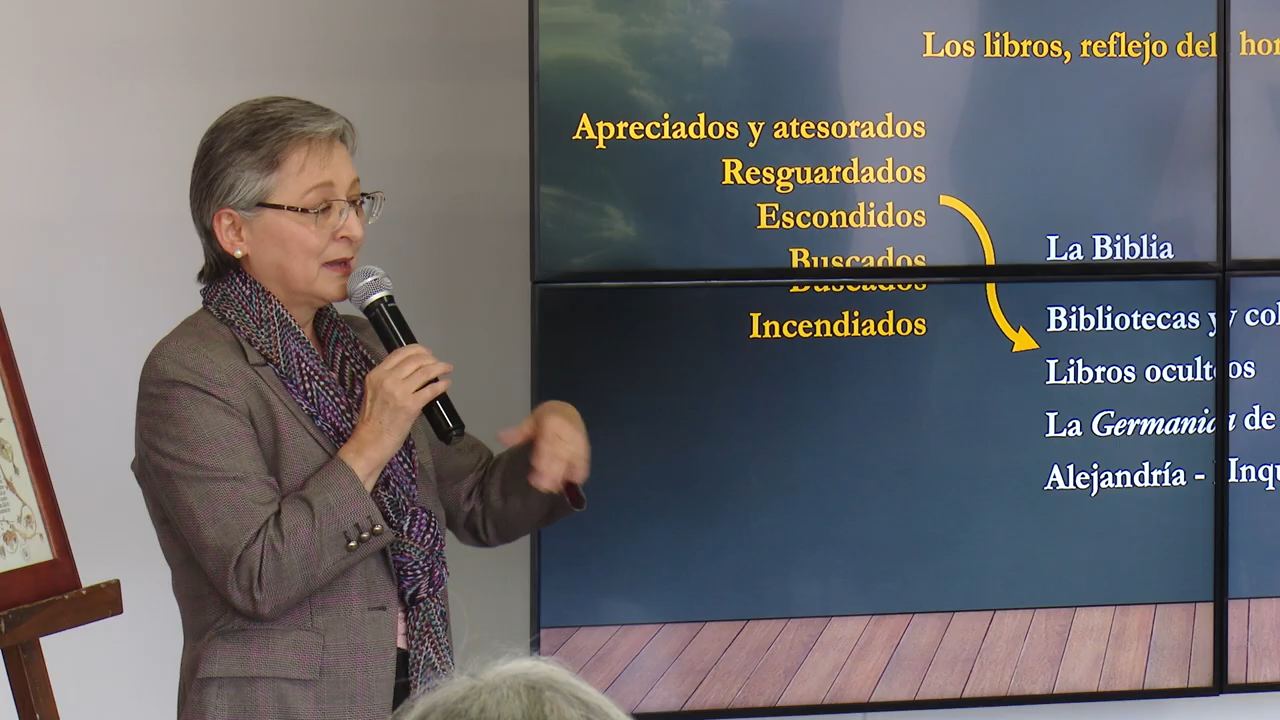 Los libros, reflejo del
Apreciados y atesorados
Resguardados
Escondidos
Buscados
Incendiados
La Biblia
Bibliotecas y
Libros ocultos
La Germania de
Alejandría -